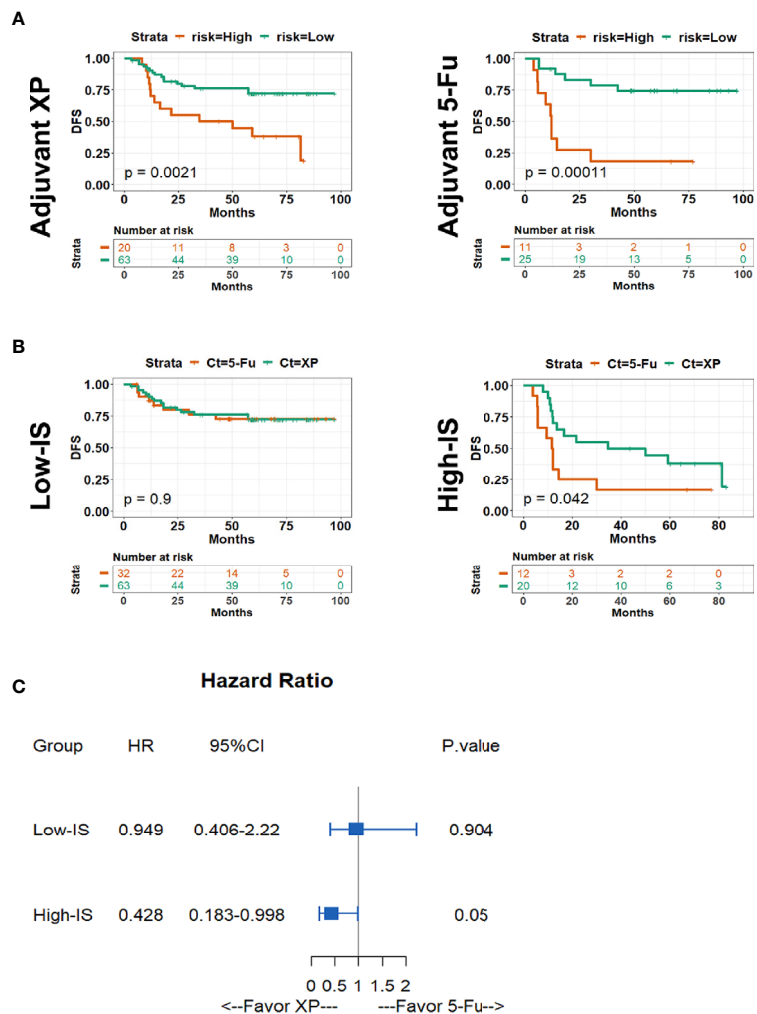 A
Adjuvant XP
Strata risk=High risk=Low
DFS
1.00
0.75
0.50
0.25
0.00
p = 0.0021
0 25 50 75 100
Months
Number at risk
Strata
20 11 8 3 0
63 44 39 10 0
0 25 50 75 100
Months
Adjuvant 5-Fu
Strata risk=High risk=Low
DFS
1.00
0.75
0.50
0.25
0.00
p = 0.00011
0 25 50 75 100
Months
Number at risk
Strata
11 3 2 1 0
25 19 13 5 0
0 25 50 75 100
Months
B
Low-IS
Strata Ct=5-Fu Ct=XP
DFS
1.00
0.75
0.50
0.25
0.00
p = 0.9
0 25 50 75 100
Months
Number at risk
Strata
32 22 14 5 0
63 44 39 10 0
0 25 50 75 100
Months
High-IS
Strata Ct=5-Fu Ct=XP
DFS
1.00
0.75
0.50
0.25
0.00
p = 0.042
0 20 40 60 80
Months
Number at risk
Strata
12 3 2 2 0
20 12 10 6 3
0 20 40 60 80
Months
C
Hazard Ratio
Group HR 95%CI P.value
Low-IS 0.949 0.406-2.22 0.904
High-IS 0.428 0.183-0.998 0.05
0 0.5 1 1.5 2
<--Favor XP--- ---Favor 5-Fu-->